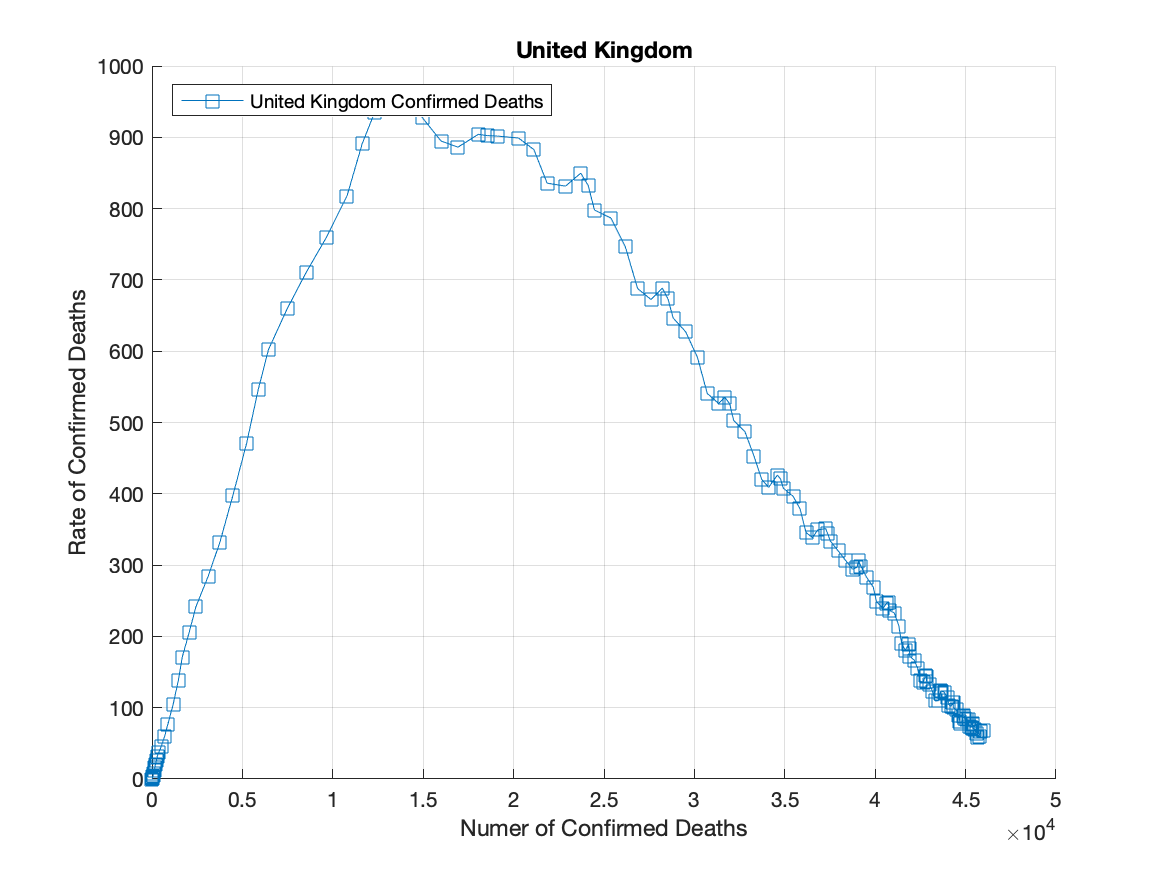 United Kingdom
1000
900
800
700
600
500
400
300
200
100
0
United Kingdom Confirmed Deaths
Rate of Confirmed Deaths
0 0.5 1 1.5 2 2.5 3 3.5 4 4.5 5
Numer of Confirmed Deaths
×10⁴